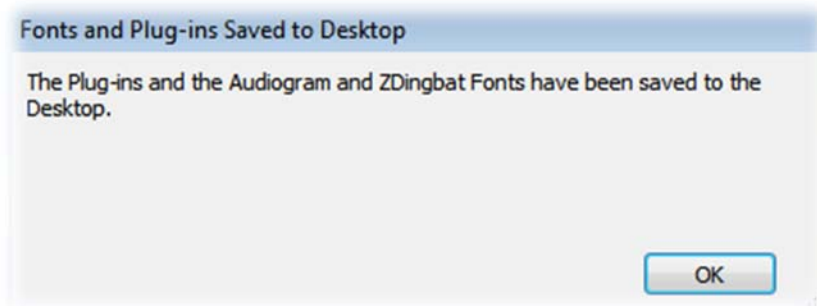 Fonts and Plug-ins Saved to Desktop
The Plug-ins and the Audiogram and ZDingbat Fonts have been saved to the
Desktop.
OK